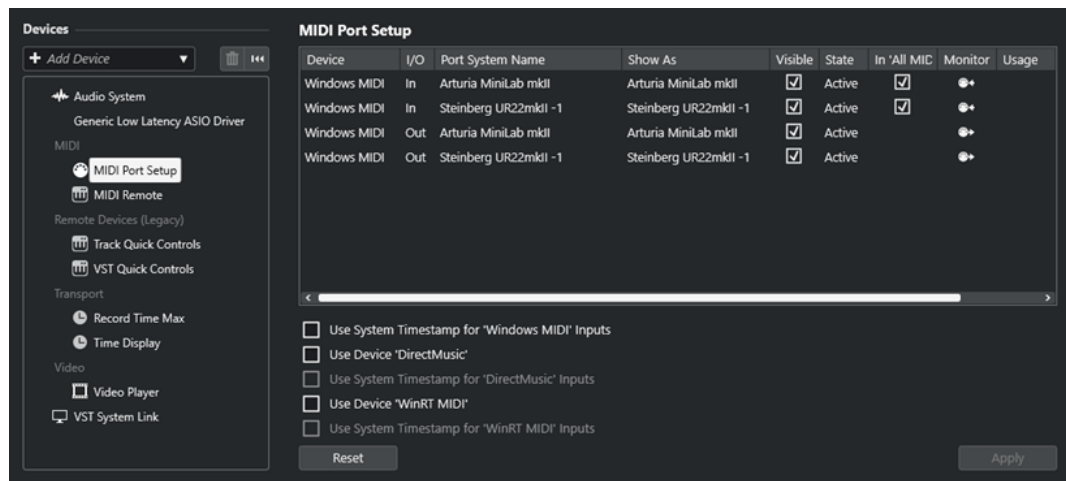 Devices
+ Add Device
Audio System
Generic Low Latency ASIO Driver
MIDI
MIDI Port Setup
MIDI Remote
Remote Devices (Legacy)
Track Quick Controls
VST Quick Controls
Transport
Record Time Max
Time Display
Video
Video Player
VST System Link
MIDI Port Setup
Device I/O Port System Name Show As Visible State In 'All MID Monitor Usage
Windows MIDI In Arturia MiniLab mkII Arturia MiniLab mkII Active
Windows MIDI In Steinberg UR22mkII -1 Steinberg UR22mkII -1 Active
Windows MIDI Out Arturia MiniLab mkII Arturia MiniLab mkII Active
Windows MIDI Out Steinberg UR22mkII -1 Steinberg UR22mkII -1 Active
Use System Timestamp for 'Windows MIDI' Inputs
Use Device 'DirectMusic'
Use System Timestamp for 'DirectMusic' Inputs
Use Device 'WinRT MIDI'
Use System Timestamp for 'WinRT MIDI' Inputs
Reset
Apply